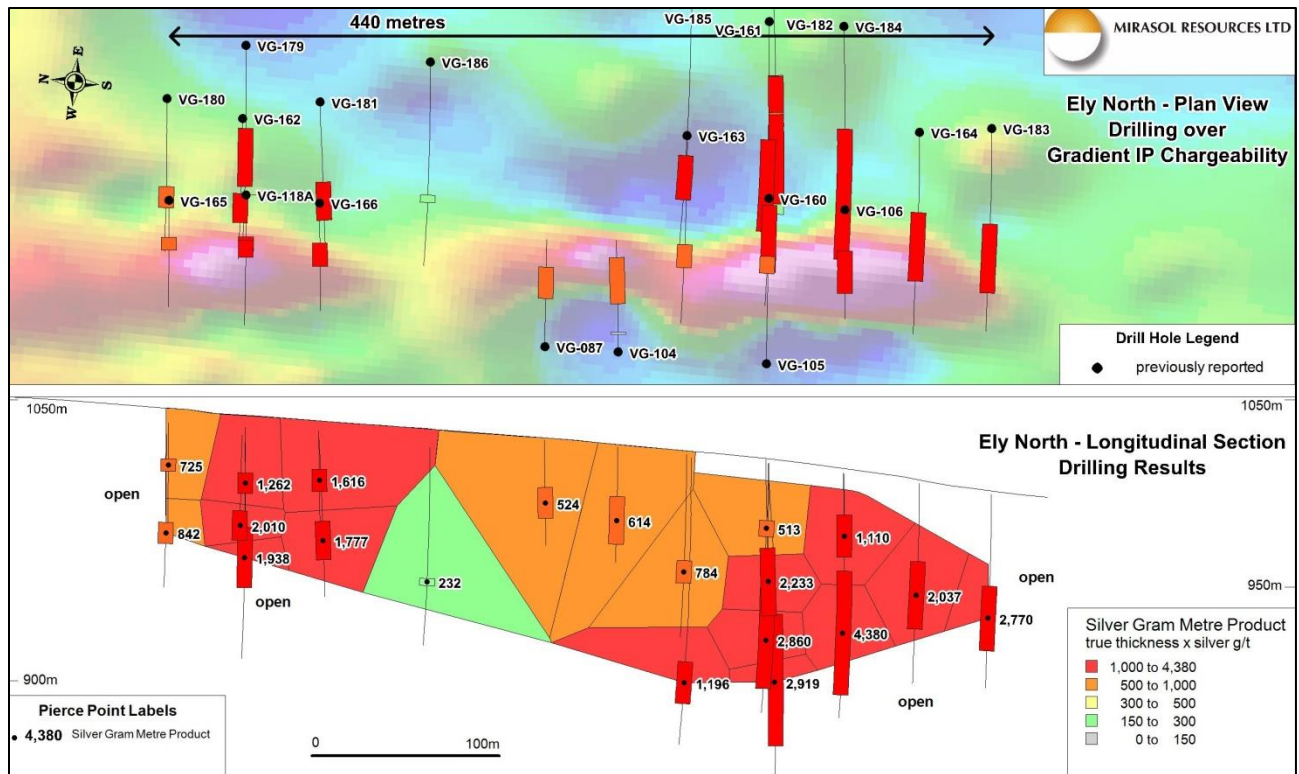 440 metres
MIRASOL RESOURCES LTD
Ely North - Plan View
Drilling over
Gradient IP Chargeability
N
E
S
W
VG-179
VG-186
VG-185
VG-161
VG-182
VG-184
VG-180
VG-162
VG-181
VG-163
VG-164
VG-183
VG-165
VG-118A
VG-166
VG-160
VG-106
VG-087
VG-104
VG-105
Drill Hole Legend
previously reported
1050m
1050m
Ely North - Longitudinal Section
Drilling Results
open
725
1,262
1,616
842
2,010
1,777
1,938
open
232
524
614
513
784
1,110
2,233
2,037
2,770
open
950m
2,860
4,380
1,196
2,919
open
900m
Pierce Point Labels
4,380 Silver Gram Metre Product
0 100m
Silver Gram Metre Product
true thickness x silver g/t
1,000 to 4,380
500 to 1,000
300 to 500
150 to 300
0 to 150